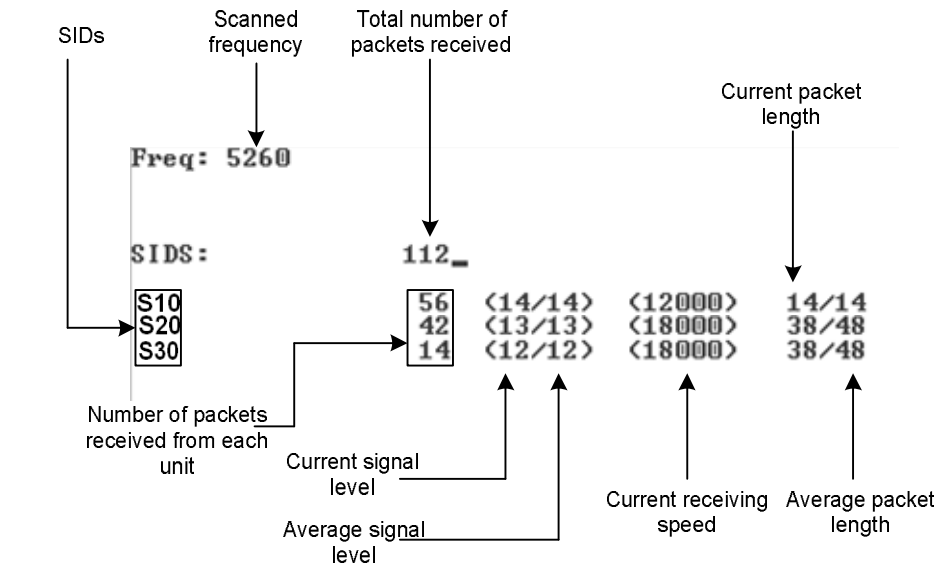 SIDs
Scanned
frequency
Total number of
packets received
Current packet
length
Freq: 5260
SIDS: 112_
S10 56 (14/14) (12000) 14/14
S20 42 (13/13) (18000) 38/48
S30 14 (12/12) (18000) 38/48
Number of packets
received from each
unit
Current signal
level
Average signal
level
Current receiving
speed
Average packet
length